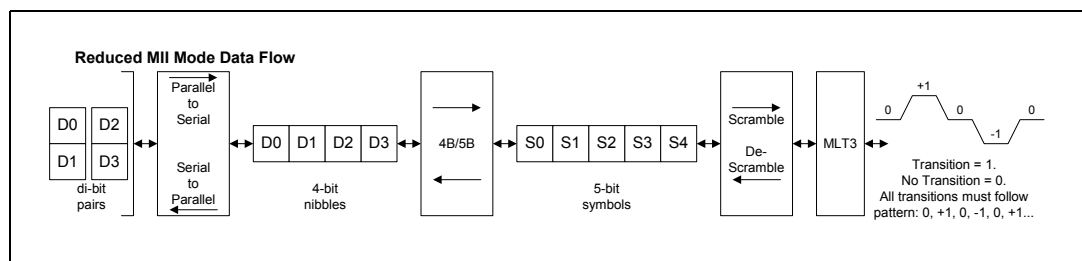 Reduced MII Mode Data Flow
D0 D2
D1 D3
di-bit
pairs
Parallel
to
Serial
Serial
to
Parallel
D0 D1 D2 D3
4-bit
nibbles
4B/5B
S0 S1 S2 S3 S4
5-bit
symbols
Scramble
De-
Scramble
MLT3
0 +1 0 -1 0
Transition = 1.
No Transition = 0.
All transitions must follow
pattern: 0, +1, 0, -1, 0, +1...